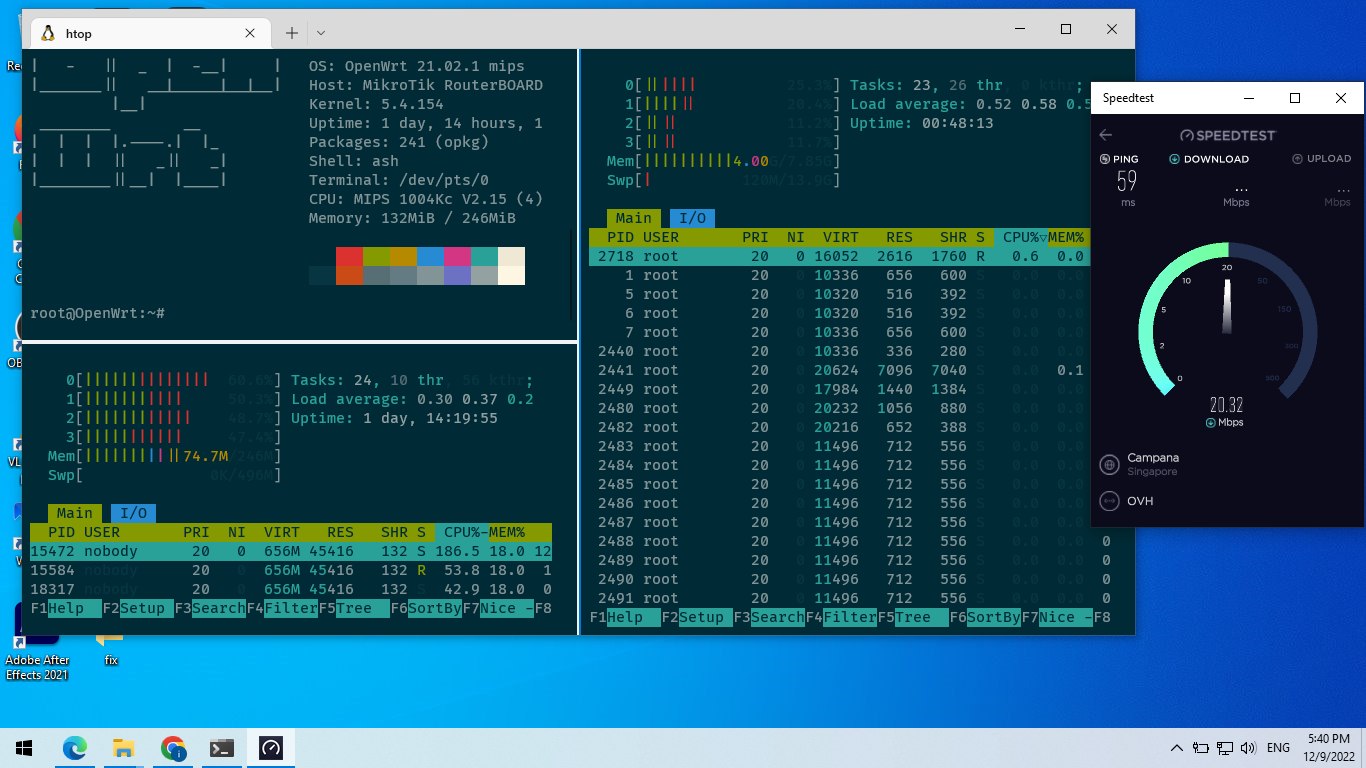 htop
OS: OpenWrt 21.02.1 mips
Host: MikroTik RouterBOARD
Kernel: 5.4.154
Uptime: 1 day, 14 hours, 1
Packages: 241 (opkg)
Shell: ash
Terminal: /dev/pts/0
CPU: MIPS 1004Kc V2.15 (4)
Memory: 132MiB / 246MiB
root@OpenWrt:~#
0[ 60.6%] Tasks: 24, 10 thr, 56 kthr;
1[ 50.3%] Load average: 0.30 0.37 0.2
2[ 48.7%] Uptime: 1 day, 14:19:55
3[ 47.4%]
Mem[74.7M/246M]
Swp[ 0K/496M]
Main I/O
PID USER PRI NI VIRT RES SHR S CPU%-MEM%
15472 nobody 20 0 656M 45416 132 S 186.5 18.0 12
15584 nobody 20 0 656M 45416 132 R 53.8 18.0 1
18317 nobody 20 0 656M 45416 132 S 42.9 18.0 0
F1Help F2Setup F3SearchF4FilterF5Tree F6SortByF7Nice -F8
0[ 25.3%] Tasks: 23, 26 thr, 0 kthr;
1[ 28.4%] Load average: 0.52 0.58 0.5
2[ 11.2%] Uptime: 00:48:13
3[ 11.7%]
Mem[4.00G/7.85G]
Swp[ 120M/13.9G]
Main I/O
PID USER PRI NI VIRT RES SHR S CPU%▽MEM%
2718 root 20 0 16052 2616 1760 R 0.6 0.0
1 root 20 0 10336 656 600 S 0.0 0.0
5 root 20 0 10320 516 392 S 0.0 0.0
6 root 20 0 10320 516 392 S 0.0 0.0
7 root 20 0 10336 656 600 S 0.0 0.0
2440 root 20 0 10336 336 280 S 0.0 0.0
2441 root 20 0 20624 7096 7040 S 0.0 0.1
2449 root 20 0 17984 1440 1384 S 0.0 0.0
2480 root 20 0 20232 1056 880 S 0.0 0.0
2482 root 20 0 20216 652 388 S 0.0 0.0
2483 root 20 0 11496 712 556 S 0.0 0.0
2484 root 20 0 11496 712 556 S 0.0 0.0
2485 root 20 0 11496 712 556 S 0.0 0.0
2486 root 20 0 11496 712 556 S 0.0 0.0
2487 root 20 0 11496 712 556 S 0.0 0.0
2488 root 20 0 11496 712 556 S 0.0 0.0 0
2489 root 20 0 11496 712 556 S 0.0 0.0 0
2490 root 20 0 11496 712 556 S 0.0 0.0 0
2491 root 20 0 11496 712 556 S 0.0 0.0 0
F1Help F2Setup F3SearchF4FilterF5Tree F6SortByF7Nice -F8
Speedtest
SPEEDTEST
PING DOWNLOAD UPLOAD
59 ... ...
ms Mbps Mbps
20
10 50
5 150
2 300
0 500
20.32
Mbps
Campana
Singapore
OVH
Adobe After
Effects 2021
fix
ENG
5:40 PM
12/9/2022